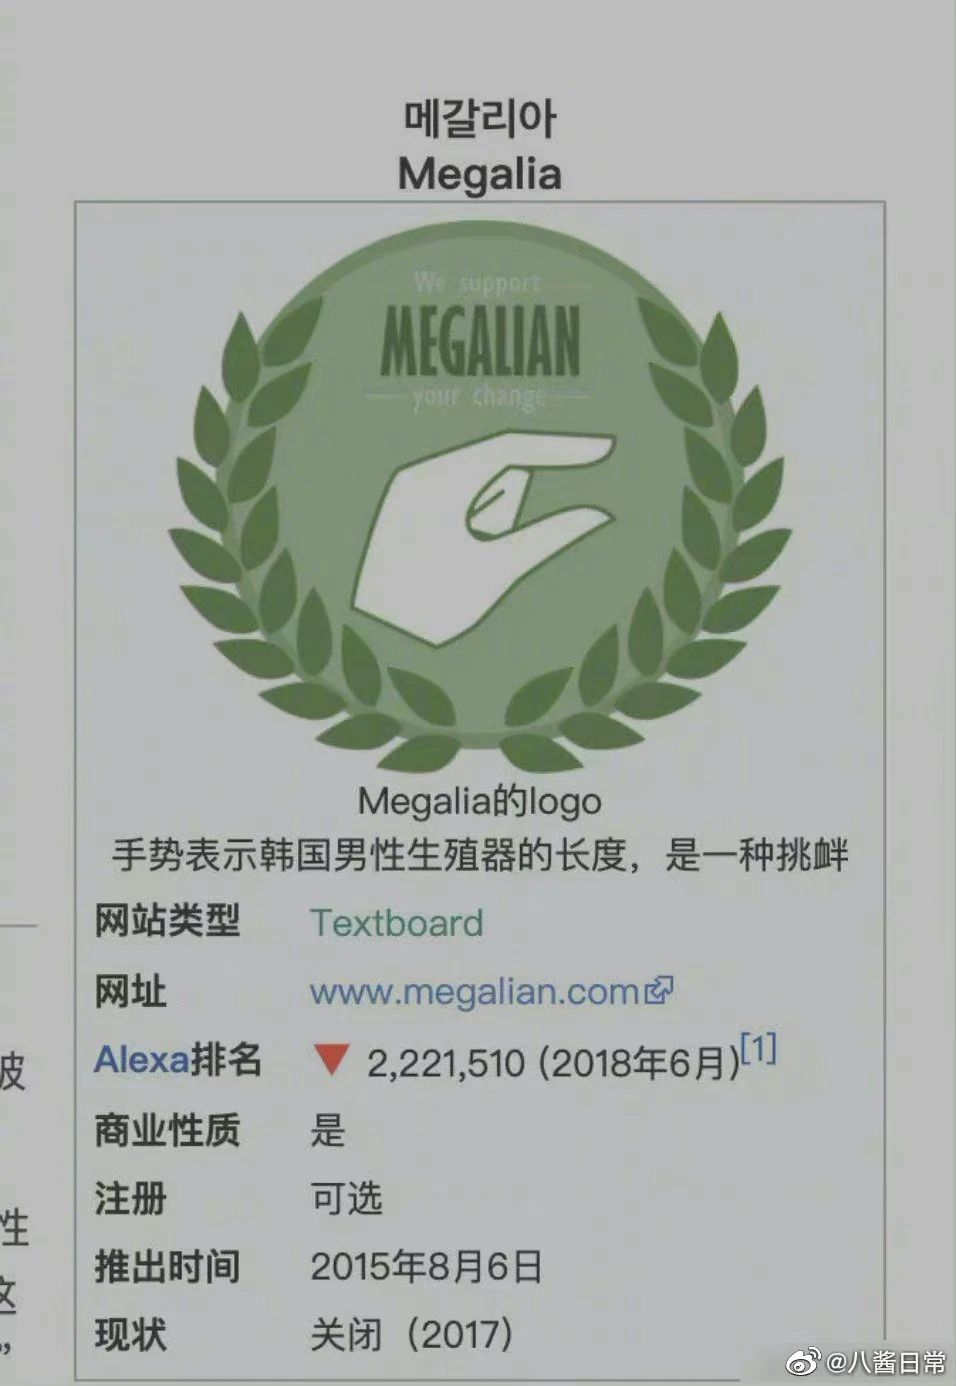 메갈리아
Megalia
We support
MEGALIAN
your change
Megalia的logo
手势表示韩国男性生殖器的长度，是一种挑衅
网站类型 Textboard
网址 www.megalian.com
Alexa排名 ▼ 2,221,510 (2018年6月)[1]
商业性质 是
注册 可选
推出时间 2015年8月6日
现状 关闭（2017）
波
性
这
”
@八酱日常